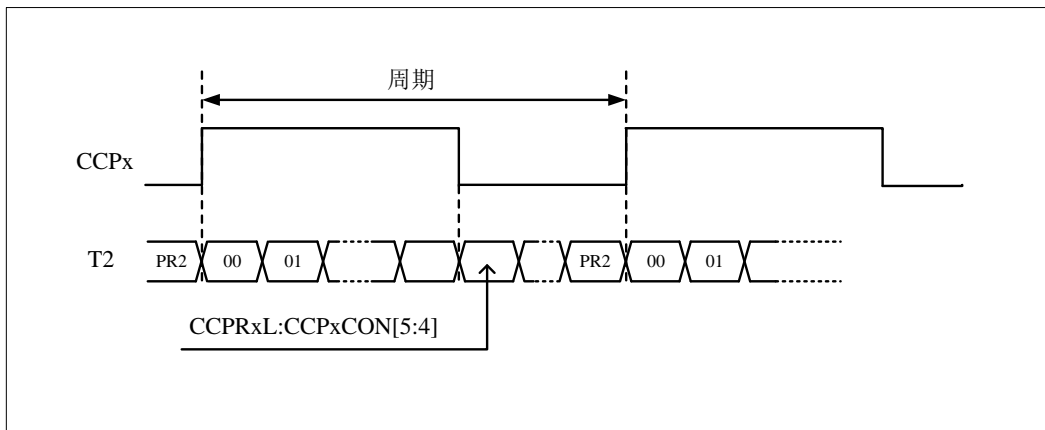 周期
CCPx
T2 PR2 00 01 PR2 00 01
CCPRxL:CCPxCON[5:4]